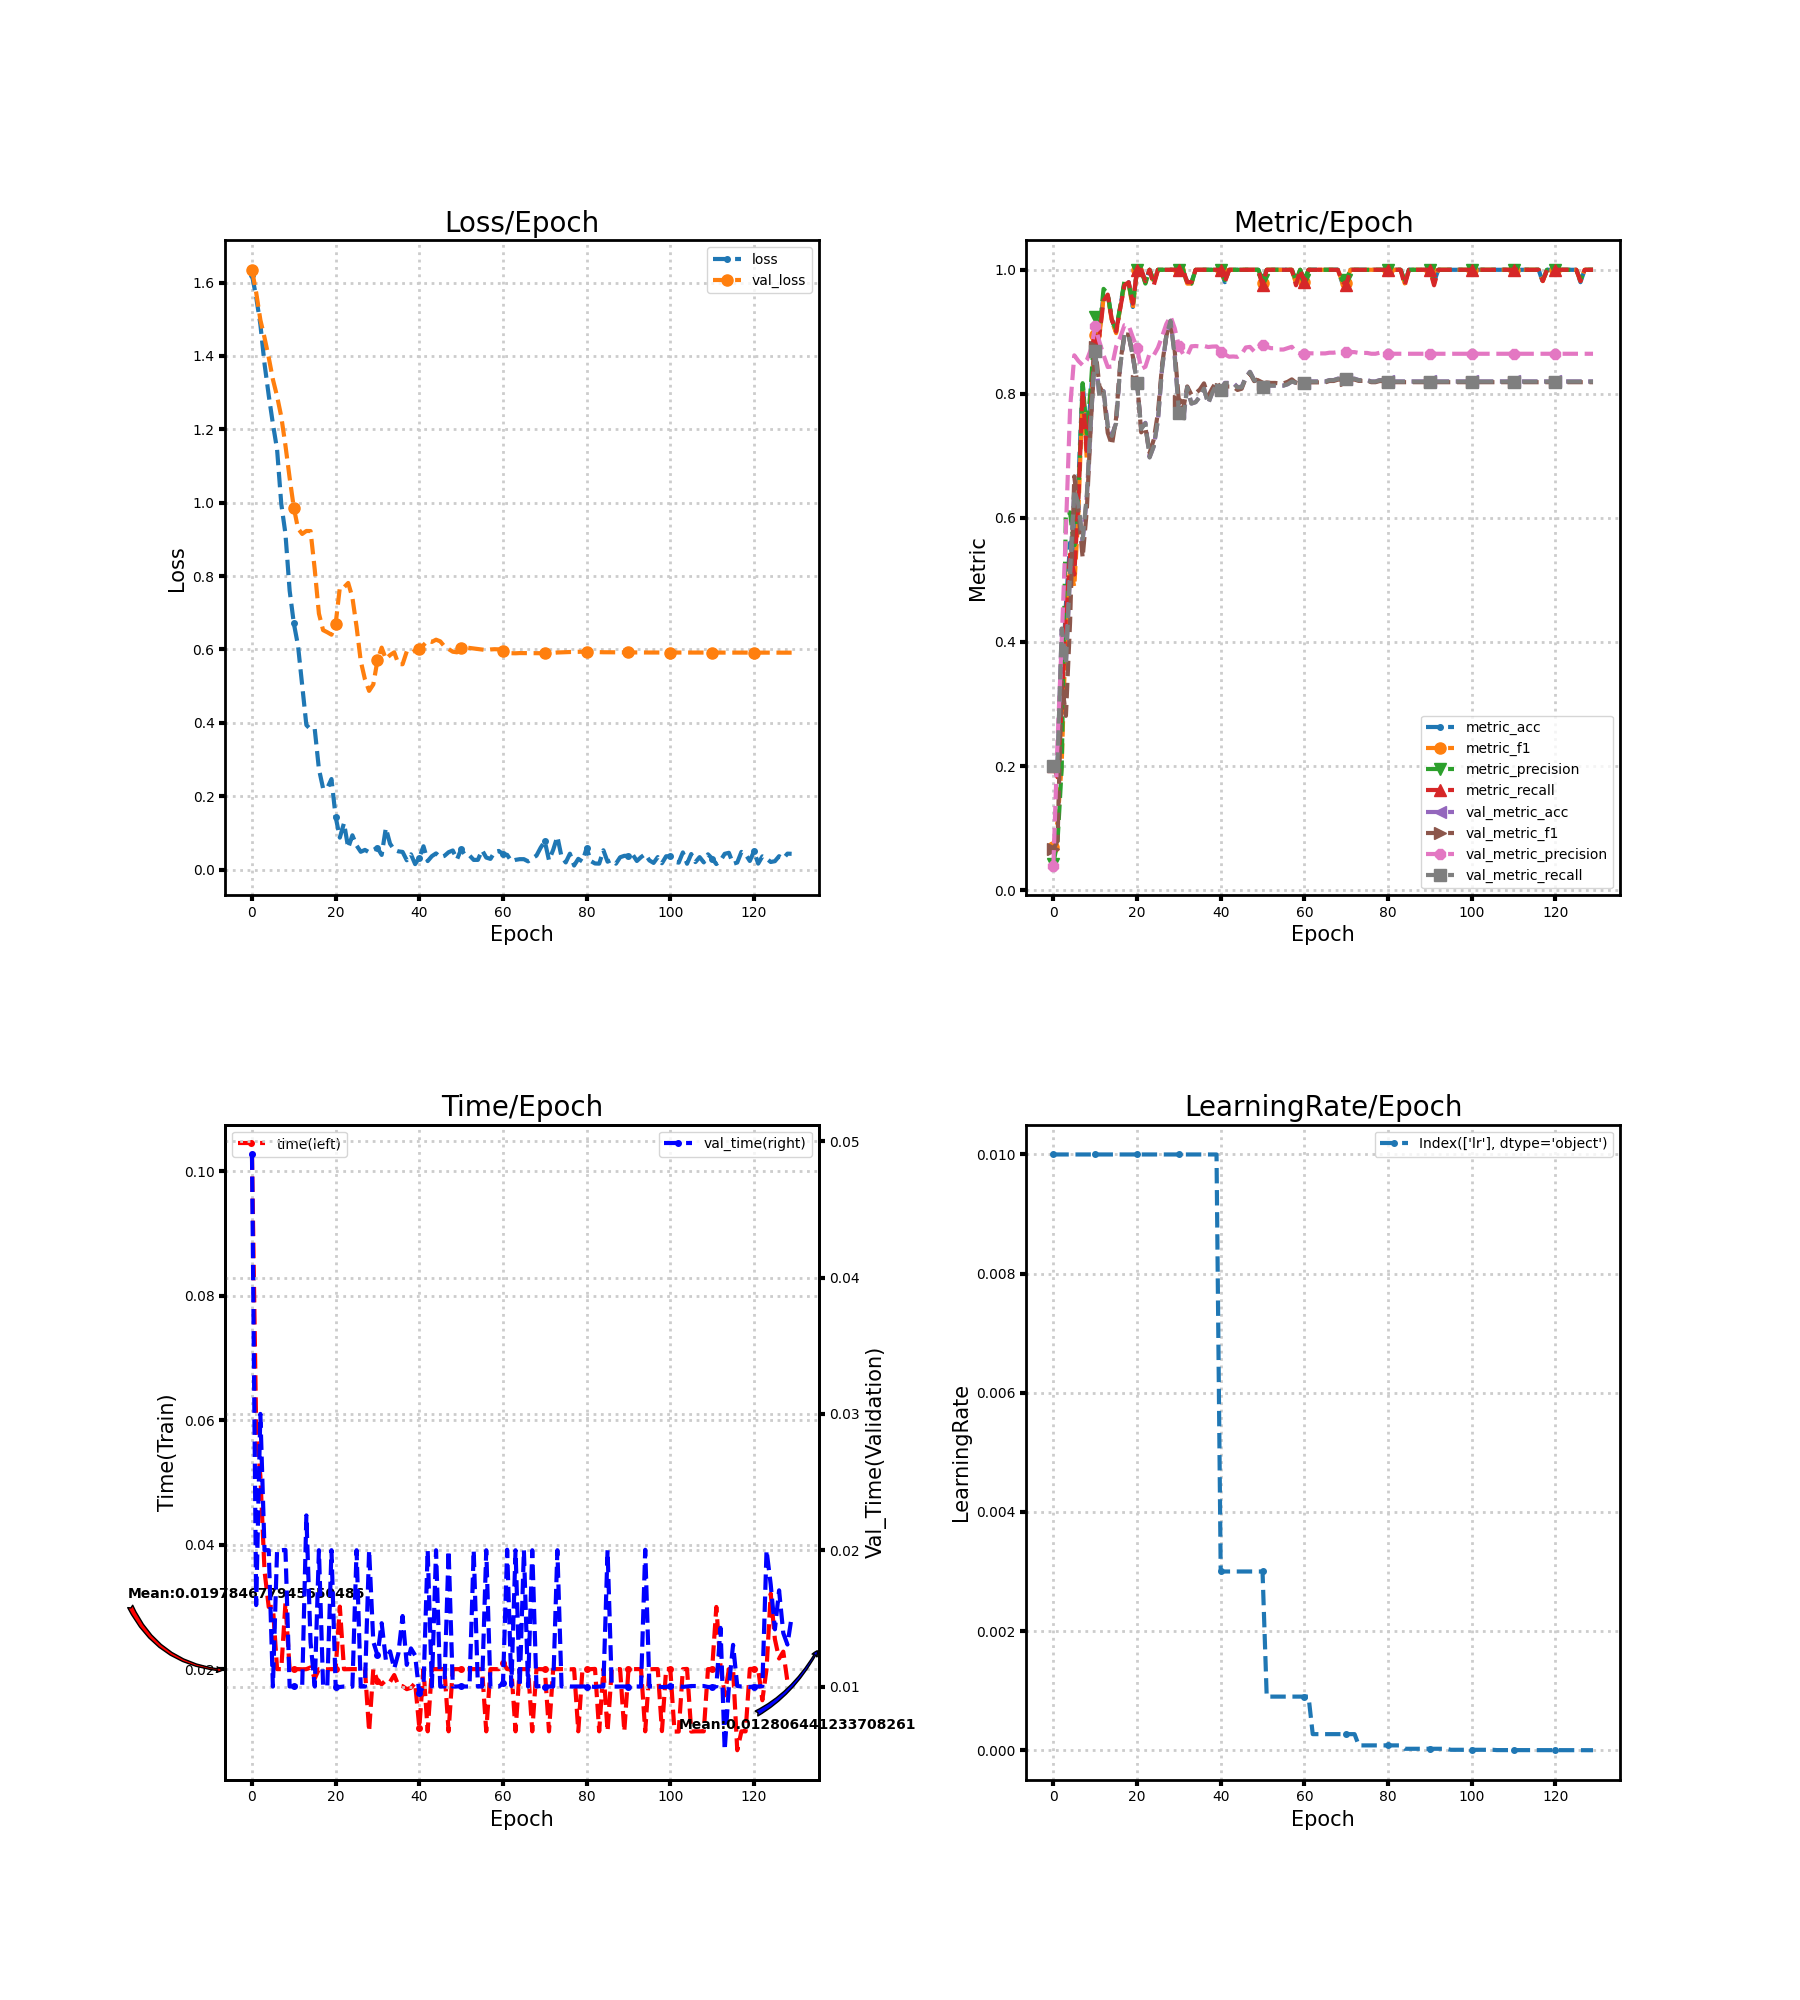 Loss/Epoch
loss
val_loss
1.6
1.4
1.2
1.0
0.8
0.6
0.4
0.2
0.0
Loss
0 20 40 60 80 100 120
Epoch
Metric/Epoch
1.0
0.8
0.6
0.4
0.2
0.0
Metric
metric_acc
metric_f1
metric_precision
metric_recall
val_metric_acc
val_metric_f1
val_metric_precision
val_metric_recall
0 20 40 60 80 100 120
Epoch
Time/Epoch
time(left)
val_time(right)
0.10
0.08
0.06
0.04
0.02
Time(Train)
0.05
0.04
0.03
0.02
0.01
Val_Time(Validation)
Mean:0.012806441233708261
0 20 40 60 80 100 120
Epoch
LearningRate/Epoch
Index(['lr'], dtype='object')
0.010
0.008
0.006
0.004
0.002
0.000
LearningRate
0 20 40 60 80 100 120
Epoch